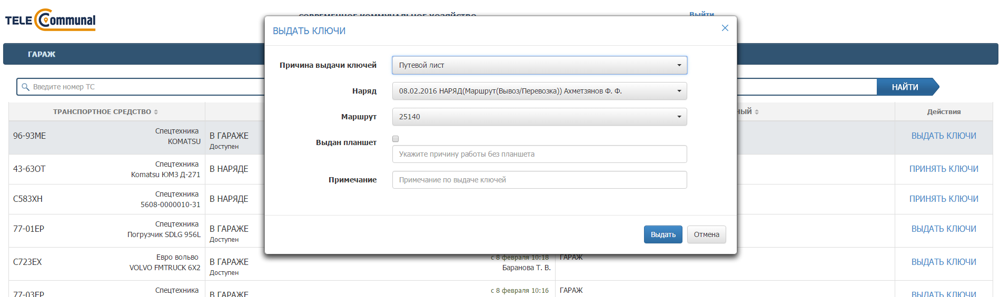 TELE Communal
СОВРЕМЕННОЕ КОММУНАЛЬНОЕ ХОЗЯЙСТВО
Выйти
ГАРАЖ
Введите номер ТС
НАЙТИ
ВЫДАТЬ КЛЮЧИ
Причина выдачи ключей
Путевой лист
Наряд
08.02.2016 НАРЯД(Маршрут(Вывоз/Перевозка)) Ахметзянов Ф. Ф.
Маршрут
25140
Выдан планшет
Укажите причину работы без планшета
Примечание
Примечание по выдаче ключей
Выдать
Отмена
ТРАНСПОРТНОЕ СРЕДСТВО
НЫЙ
Действия
96-93МЕ
Спецтехника
KOMATSU
В ГАРАЖЕ
Доступен
ВЫДАТЬ КЛЮЧИ
43-63ОТ
Спецтехника
Komatsu ЮМЗ Д-271
В НАРЯДЕ
ПРИНЯТЬ КЛЮЧИ
С583ХН
Спецтехника
5608-0000010-31
В НАРЯДЕ
ПРИНЯТЬ КЛЮЧИ
77-01ЕР
Спецтехника
Погрузчик SDLG 956L
В ГАРАЖЕ
Доступен
ВЫДАТЬ КЛЮЧИ
С723ЕХ
Евро вольво
VOLVO FMTRUCK 6X2
В ГАРАЖЕ
Доступен
с 8 февраля 10:18
Баранова Т. В.
ГАРАЖ
ВЫДАТЬ КЛЮЧИ
77-03ЕР
Спецтехника
В ГАРАЖЕ
с 8 февраля 10:16
ГАРАЖ
ВЫДАТЬ КЛЮЧИ